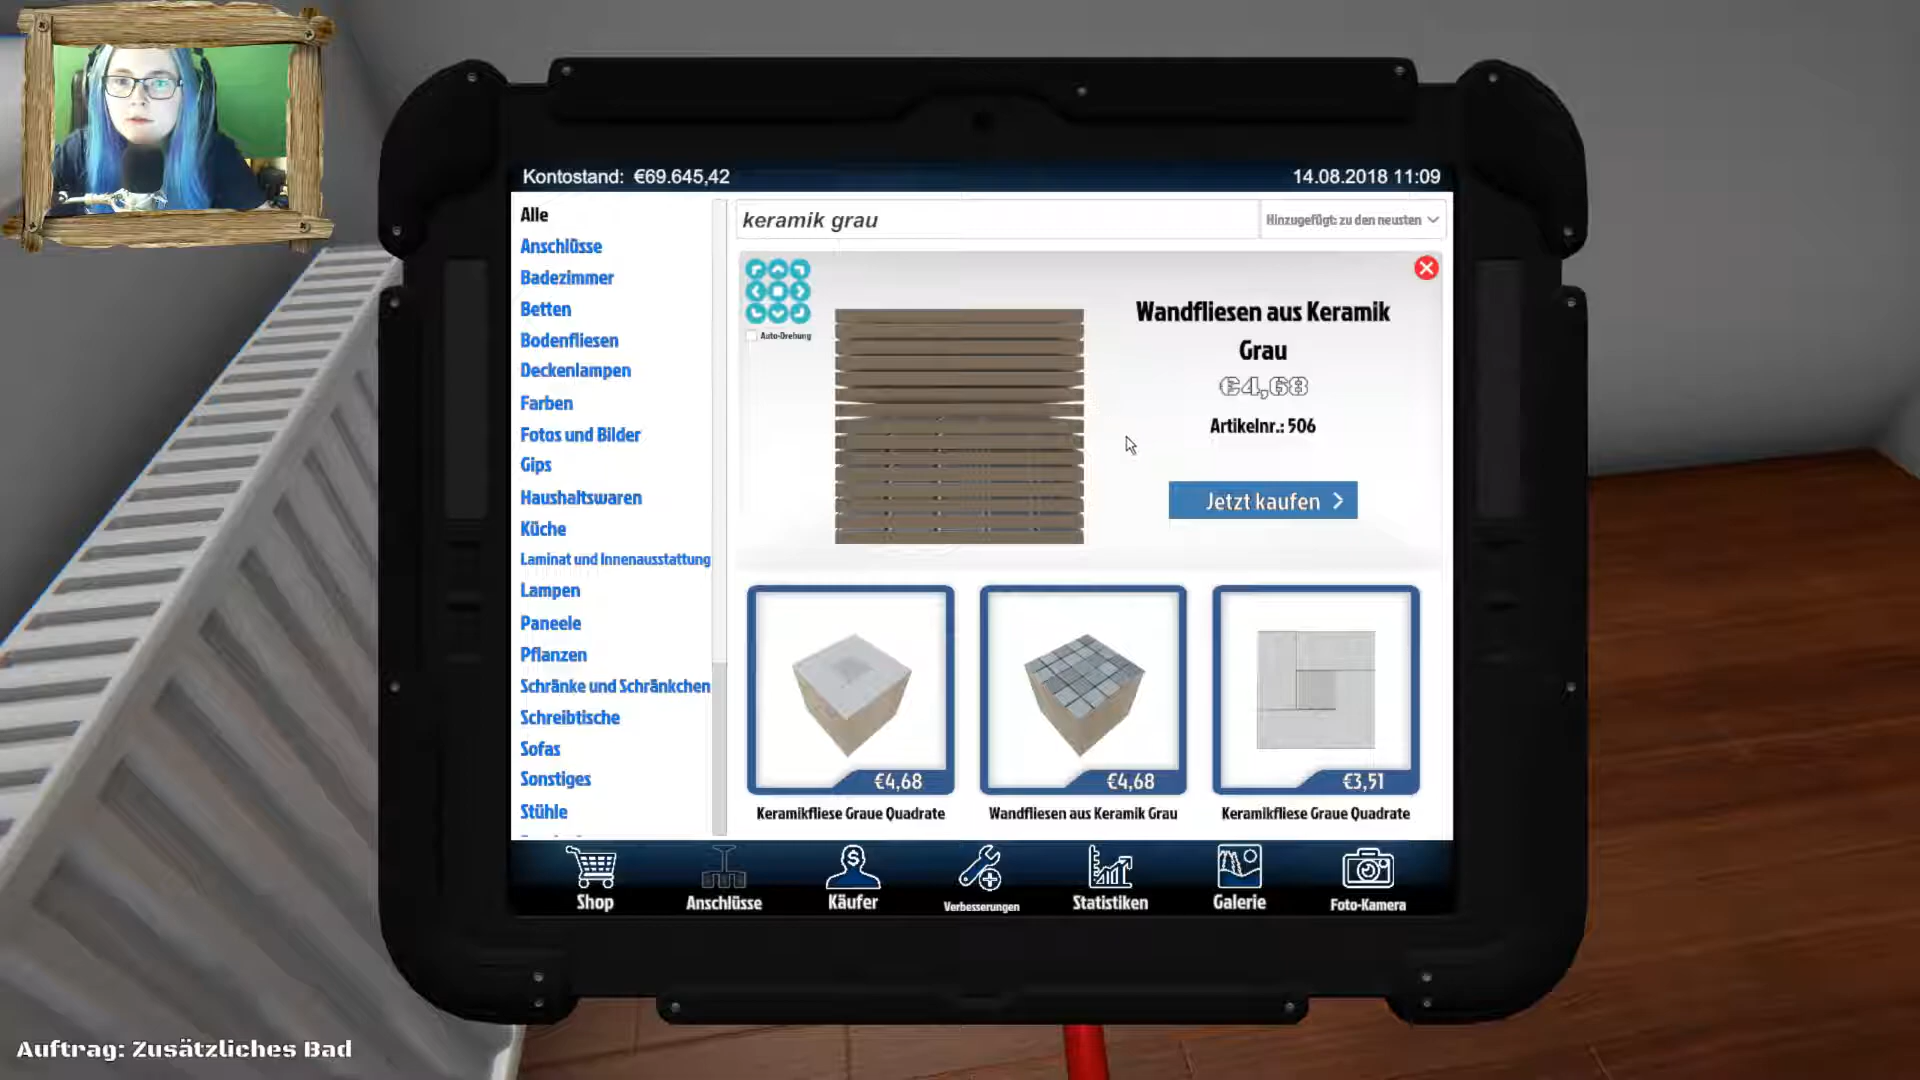 Kontostand: €69.645,42
14.08.2018 11:09
Alle
Anschlüsse
Badezimmer
Betten
Bodenfliesen
Deckenlampen
Farben
Fotos und Bilder
Gips
Haushaltswaren
Küche
Laminat und Innenausstattung
Lampen
Paneele
Pflanzen
Schränke und Schränkchen
Schreibtische
Sofas
Sonstiges
Stühle
keramik grau
Hinzugefügt: zu den neusten
Auto-Drehung
Wandfliesen aus Keramik
Grau
€4,68
Artikelnr.: 506
Jetzt kaufen
€4,68
€4,68
€3,51
Keramikfliese Graue Quadrate
Wandfliesen aus Keramik Grau
Keramikfliese Graue Quadrate
Shop
Anschlüsse
Käufer
Verbesserungen
Statistiken
Galerie
Foto-Kamera
Auftrag: Zusätzliches Bad